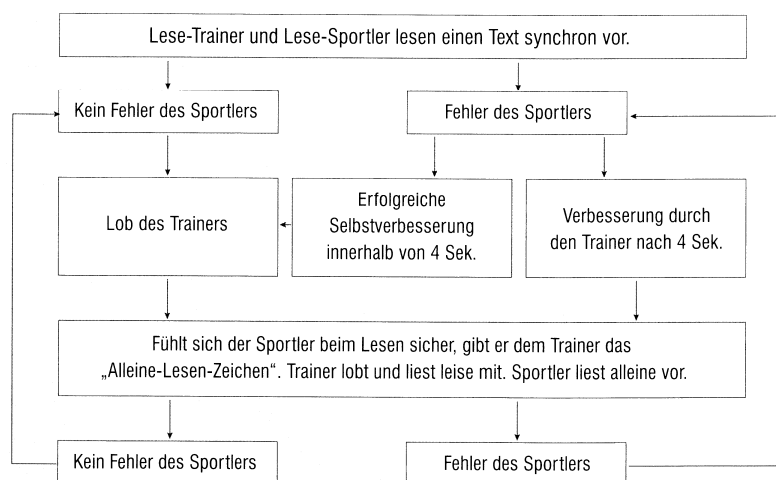 Lese-Trainer und Lese-Sportler lesen einen Text synchron vor.
Kein Fehler des Sportlers
Fehler des Sportlers
Lob des Trainers
Erfolgreiche
Selbstverbesserung
innerhalb von 4 Sek.
Verbesserung durch
den Trainer nach 4 Sek.
Fühlt sich der Sportler beim Lesen sicher, gibt er dem Trainer das
„Alleine-Lesen-Zeichen“. Trainer lobt und liest leise mit. Sportler liest alleine vor.
Kein Fehler des Sportlers
Fehler des Sportlers